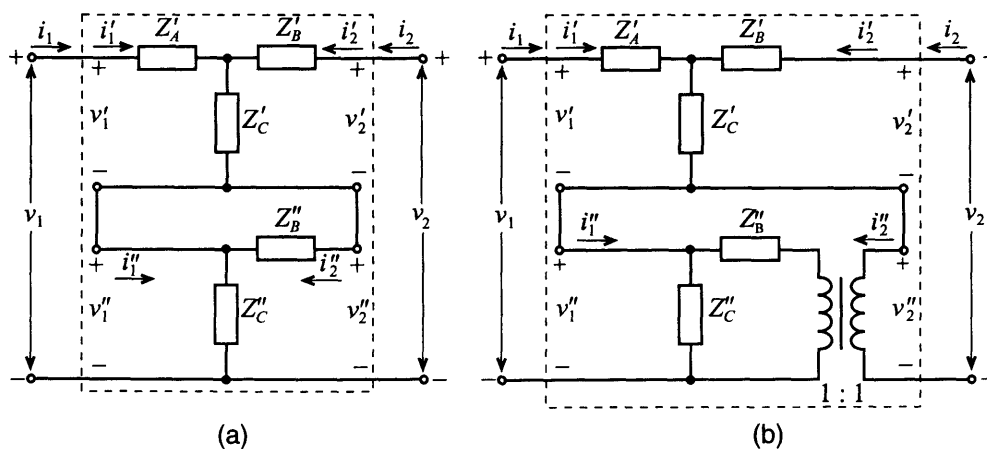 i₁ i₁′ Z′A Z′B i₂′ i₂
+ + + +
v₁′ Z′C v₂′
− −
v₁ Z″B v₂
+ i₁″ i₂″ +
v₁″ Z″C v₂″
− − − −
(a)
i₁ i₁′ Z′A Z′B i₂′ i₂
+ + +
v₁′ Z′C v₂′
− −
v₁ i₁″ Z″B i₂″ v₂
+ +
v₁″ Z″C v₂″
− − − −
1 : 1
(b)